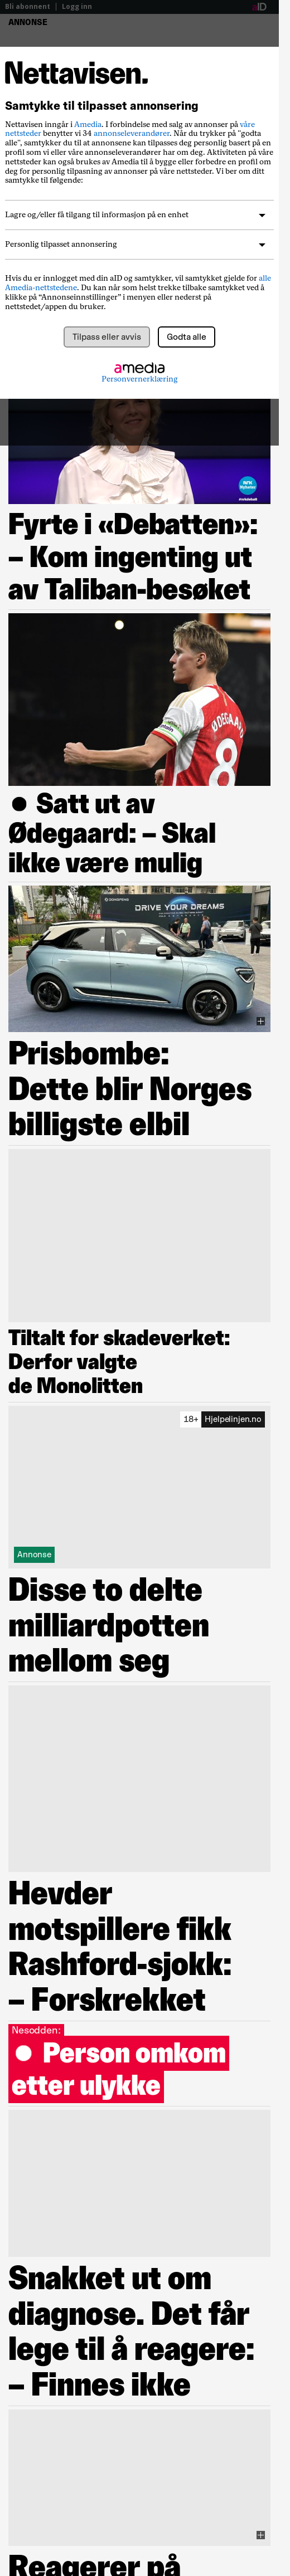 Bli abonnent | Logg inn
aID
ANNONSE
Nettavisen.
Samtykke til tilpasset annonsering
Nettavisen inngår i Amedia. I forbindelse med salg av annonser på våre
nettsteder benytter vi 34 annonseleverandører. Når du trykker på "godta
alle", samtykker du til at annonsene kan tilpasses deg personlig basert på en
profil som vi eller våre annonseleverandører har om deg. Aktiviteten på våre
nettsteder kan også brukes av Amedia til å bygge eller forbedre en profil om
deg for personlig tilpasning av annonser på våre nettsteder. Vi ber om ditt
samtykke til følgende:
Lagre og/eller få tilgang til informasjon på en enhet
Personlig tilpasset annonsering
Hvis du er innlogget med din aID og samtykker, vil samtykket gjelde for alle
Amedia-nettstedene. Du kan når som helst trekke tilbake samtykket ved å
klikke på “Annonseinnstillinger” i menyen eller nederst på
nettstedet/appen du bruker.
Tilpass eller avvis
Godta alle
amedia
Personvernerklæring
NRK
Nyheter
Fyrte i «Debatten»:
– Kom ingenting ut
av Taliban-besøket
ØDEGAARD
8
● Satt ut av
Ødegaard: – Skal
ikke være mulig
DONGFENG
DRIVE YOUR DREAMS
Prisbombe:
Dette blir Norges
billigste elbil
Tiltalt for skadeverket:
Derfor valgte
de Monolitten
18+ Hjelpelinjen.no
Annonse
Disse to delte
milliardpotten
mellom seg
Hevder
motspillere fikk
Rashford-sjokk:
– Forskrekket
Nesodden:
● Person omkom
etter ulykke
Snakket ut om
diagnose. Det får
lege til å reagere:
– Finnes ikke
Reagerer på